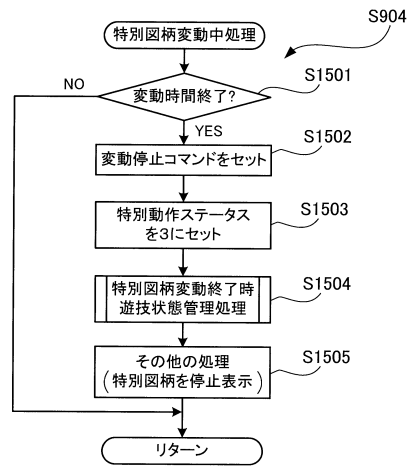 特別図柄変動中処理
S904
変動時間終了?
S1501
NO
YES
変動停止コマンドをセット
S1502
特別動作ステータス
を3にセット
S1503
特別図柄変動終了時
遊技状態管理処理
S1504
その他の処理
(特別図柄を停止表示)
S1505
リターン